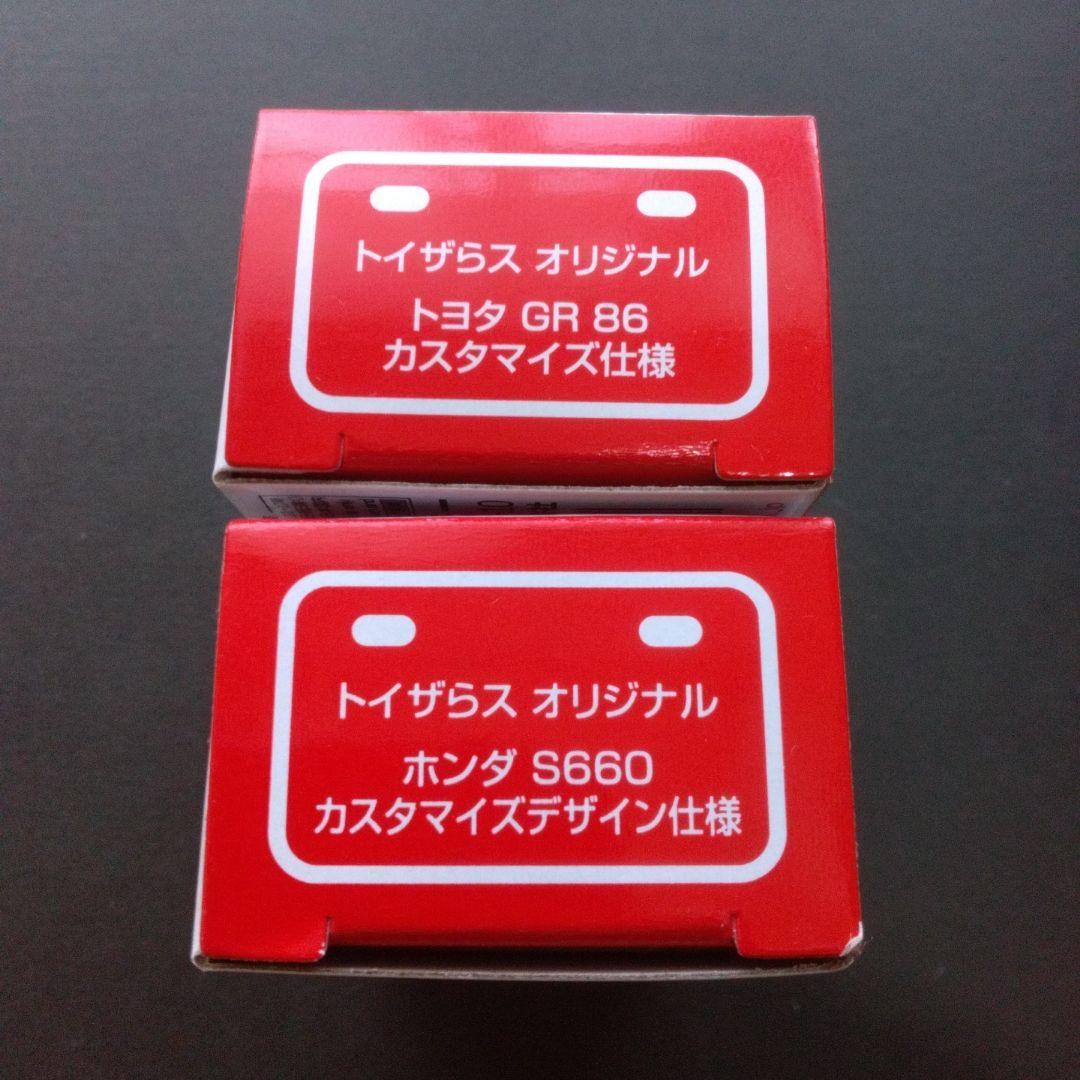 トイザらス オリジナル
トヨタ GR 86
カスタマイズ仕様
トイザらス オリジナル
ホンダ S660
カスタマイズデザイン仕様